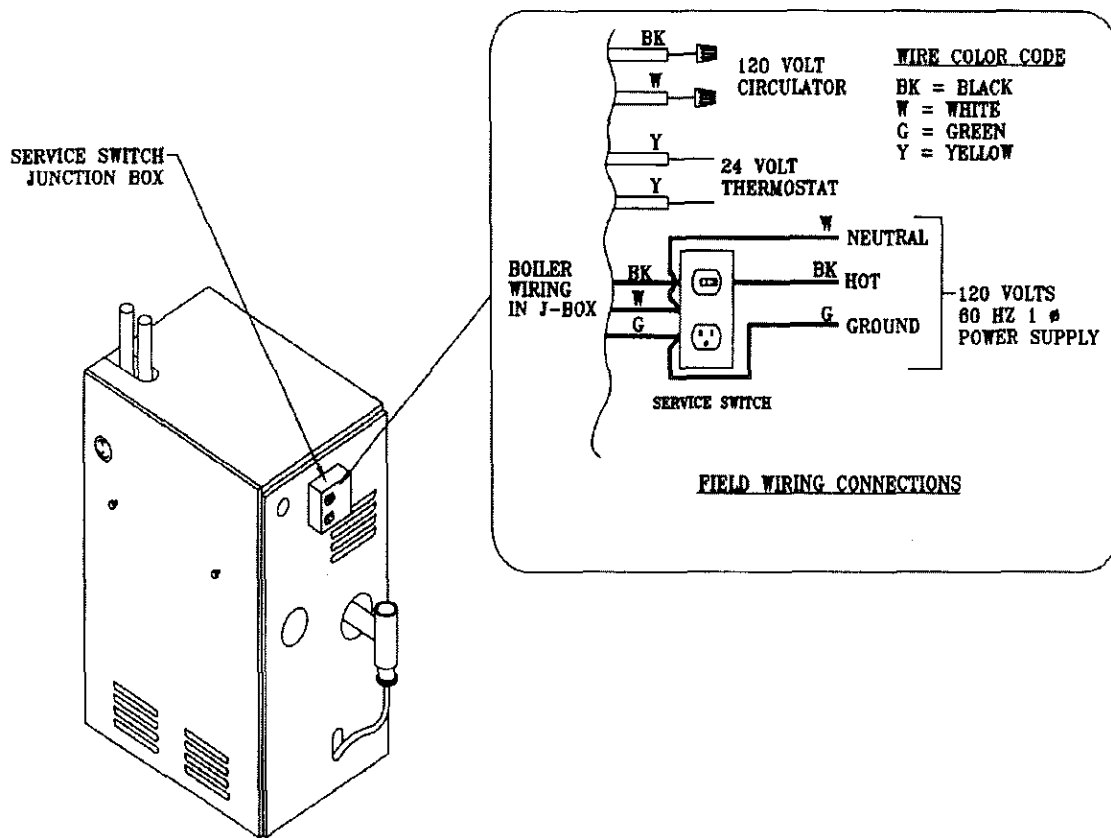 SERVICE SWITCH
JUNCTION BOX
BK
W
120 VOLT
CIRCULATOR
Y
Y
24 VOLT
THERMOSTAT
WIRE COLOR CODE
BK = BLACK
W = WHITE
G = GREEN
Y = YELLOW
BOILER
WIRING
IN J-BOX
BK
W
G
W
NEUTRAL
BK
HOT
G
GROUND
120 VOLTS
60 HZ 1 ø
POWER SUPPLY
SERVICE SWITCH
FIELD WIRING CONNECTIONS